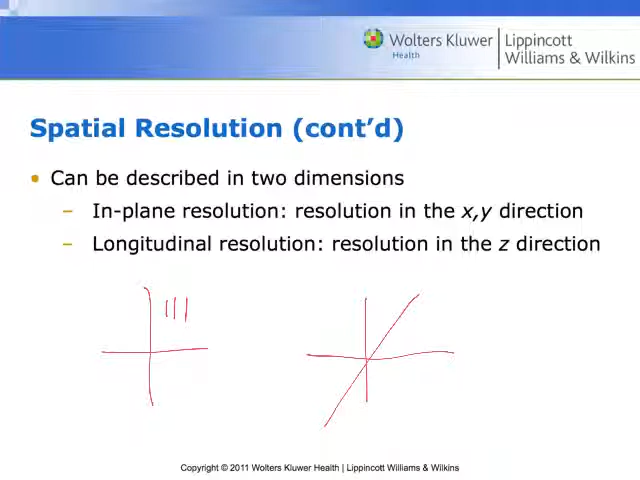 Wolters Kluwer
Health
Lippincott
Williams & Wilkins
Spatial Resolution (cont’d)
• Can be described in two dimensions
– In-plane resolution: resolution in the x,y direction
– Longitudinal resolution: resolution in the z direction
Copyright © 2011 Wolters Kluwer Health | Lippincott Williams & Wilkins